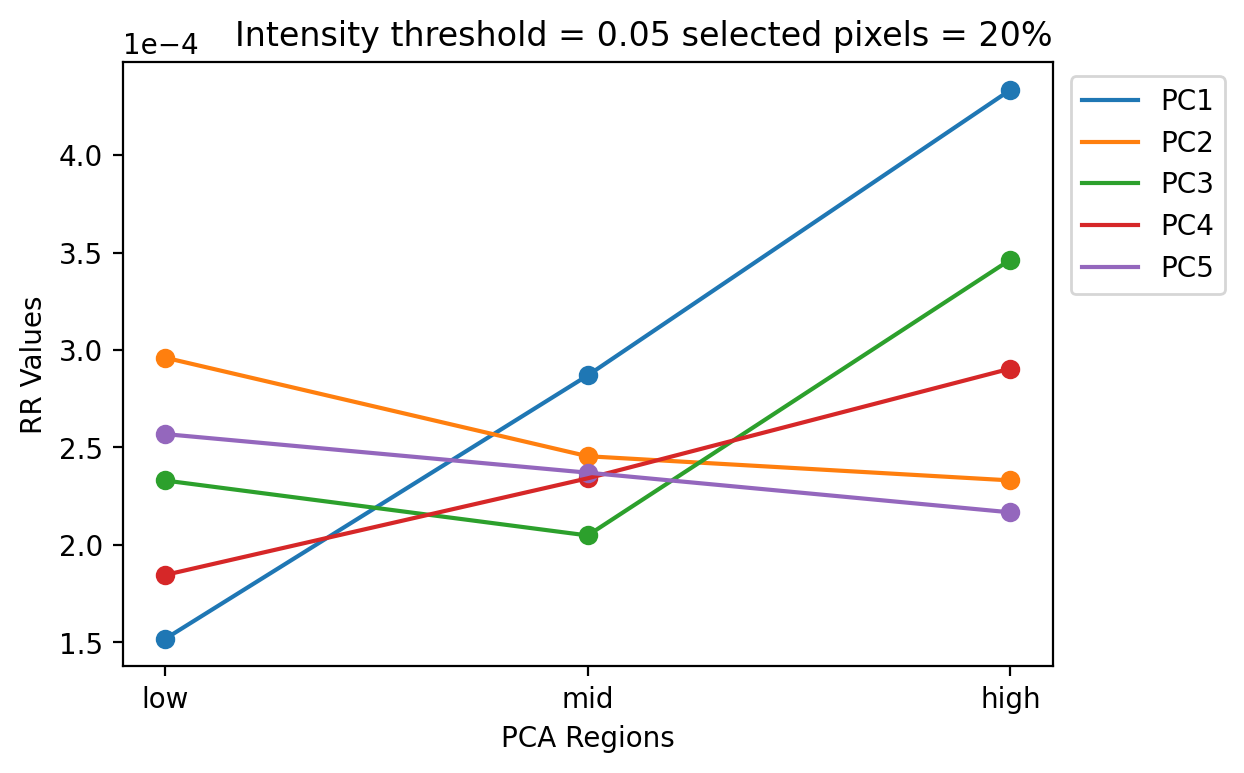 Intensity threshold = 0.05 selected pixels = 20%
1e−4
4.0
3.5
3.0
2.5
2.0
1.5
RR Values
low
mid
high
PCA Regions
PC1
PC2
PC3
PC4
PC5